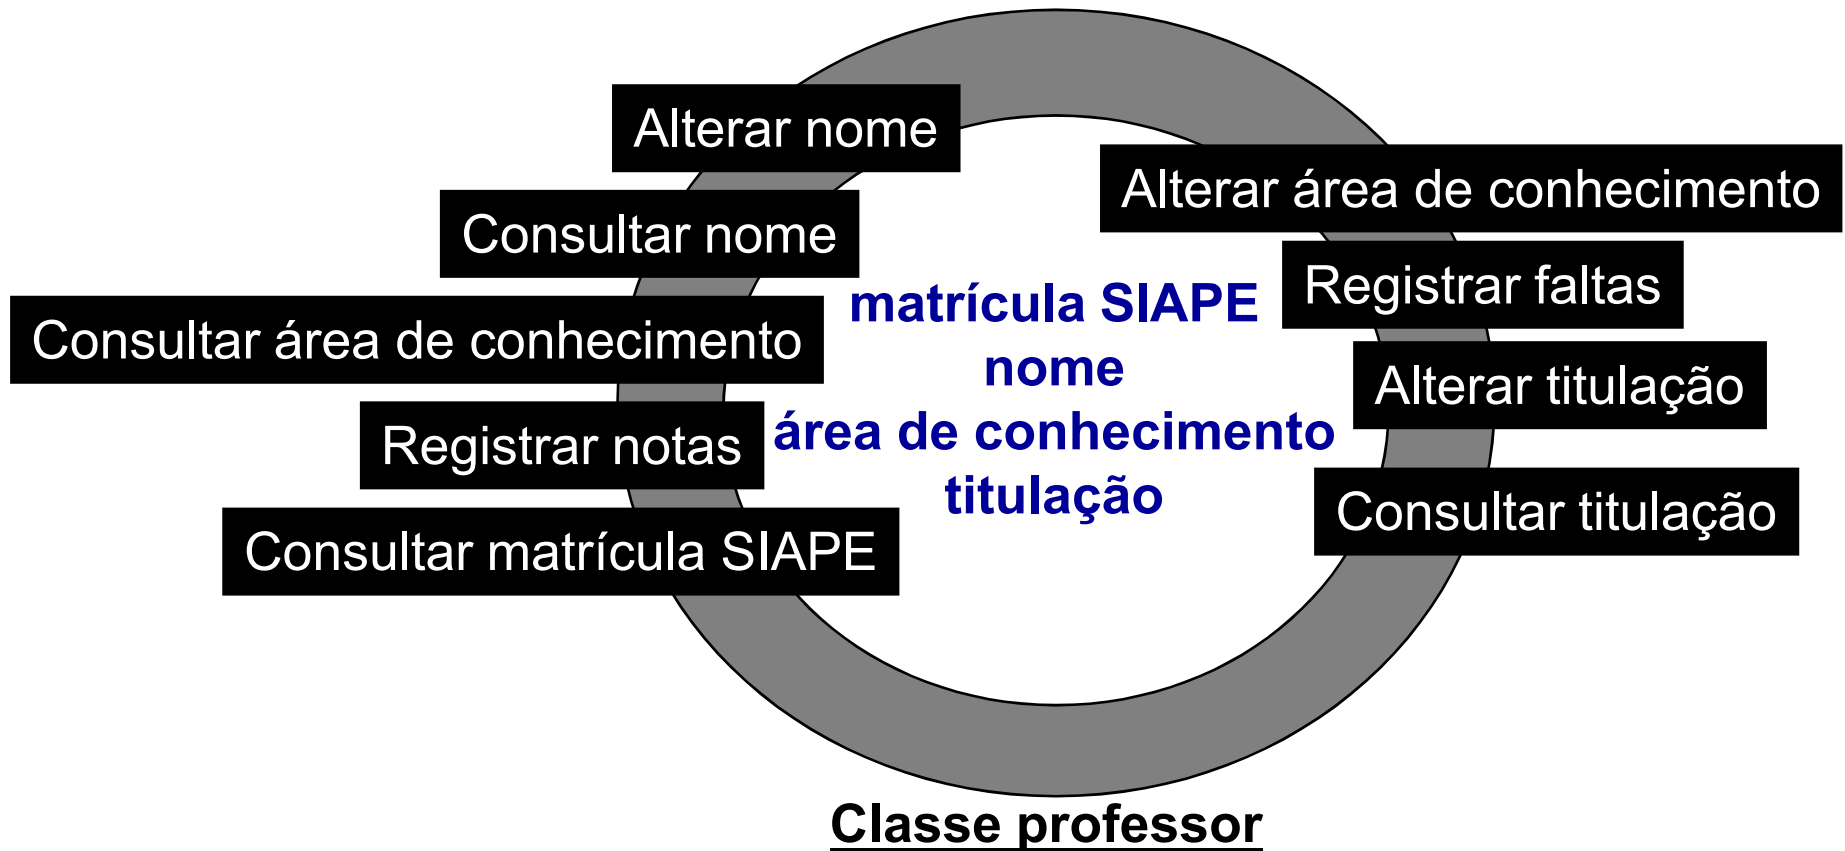 Alterar nome
Consultar nome
Consultar área de conhecimento
Registrar notas
Consultar matrícula SIAPE
matrícula SIAPE
nome
área de conhecimento
titulação
Alterar área de conhecimento
Registrar faltas
Alterar titulação
Consultar titulação
Classe professor